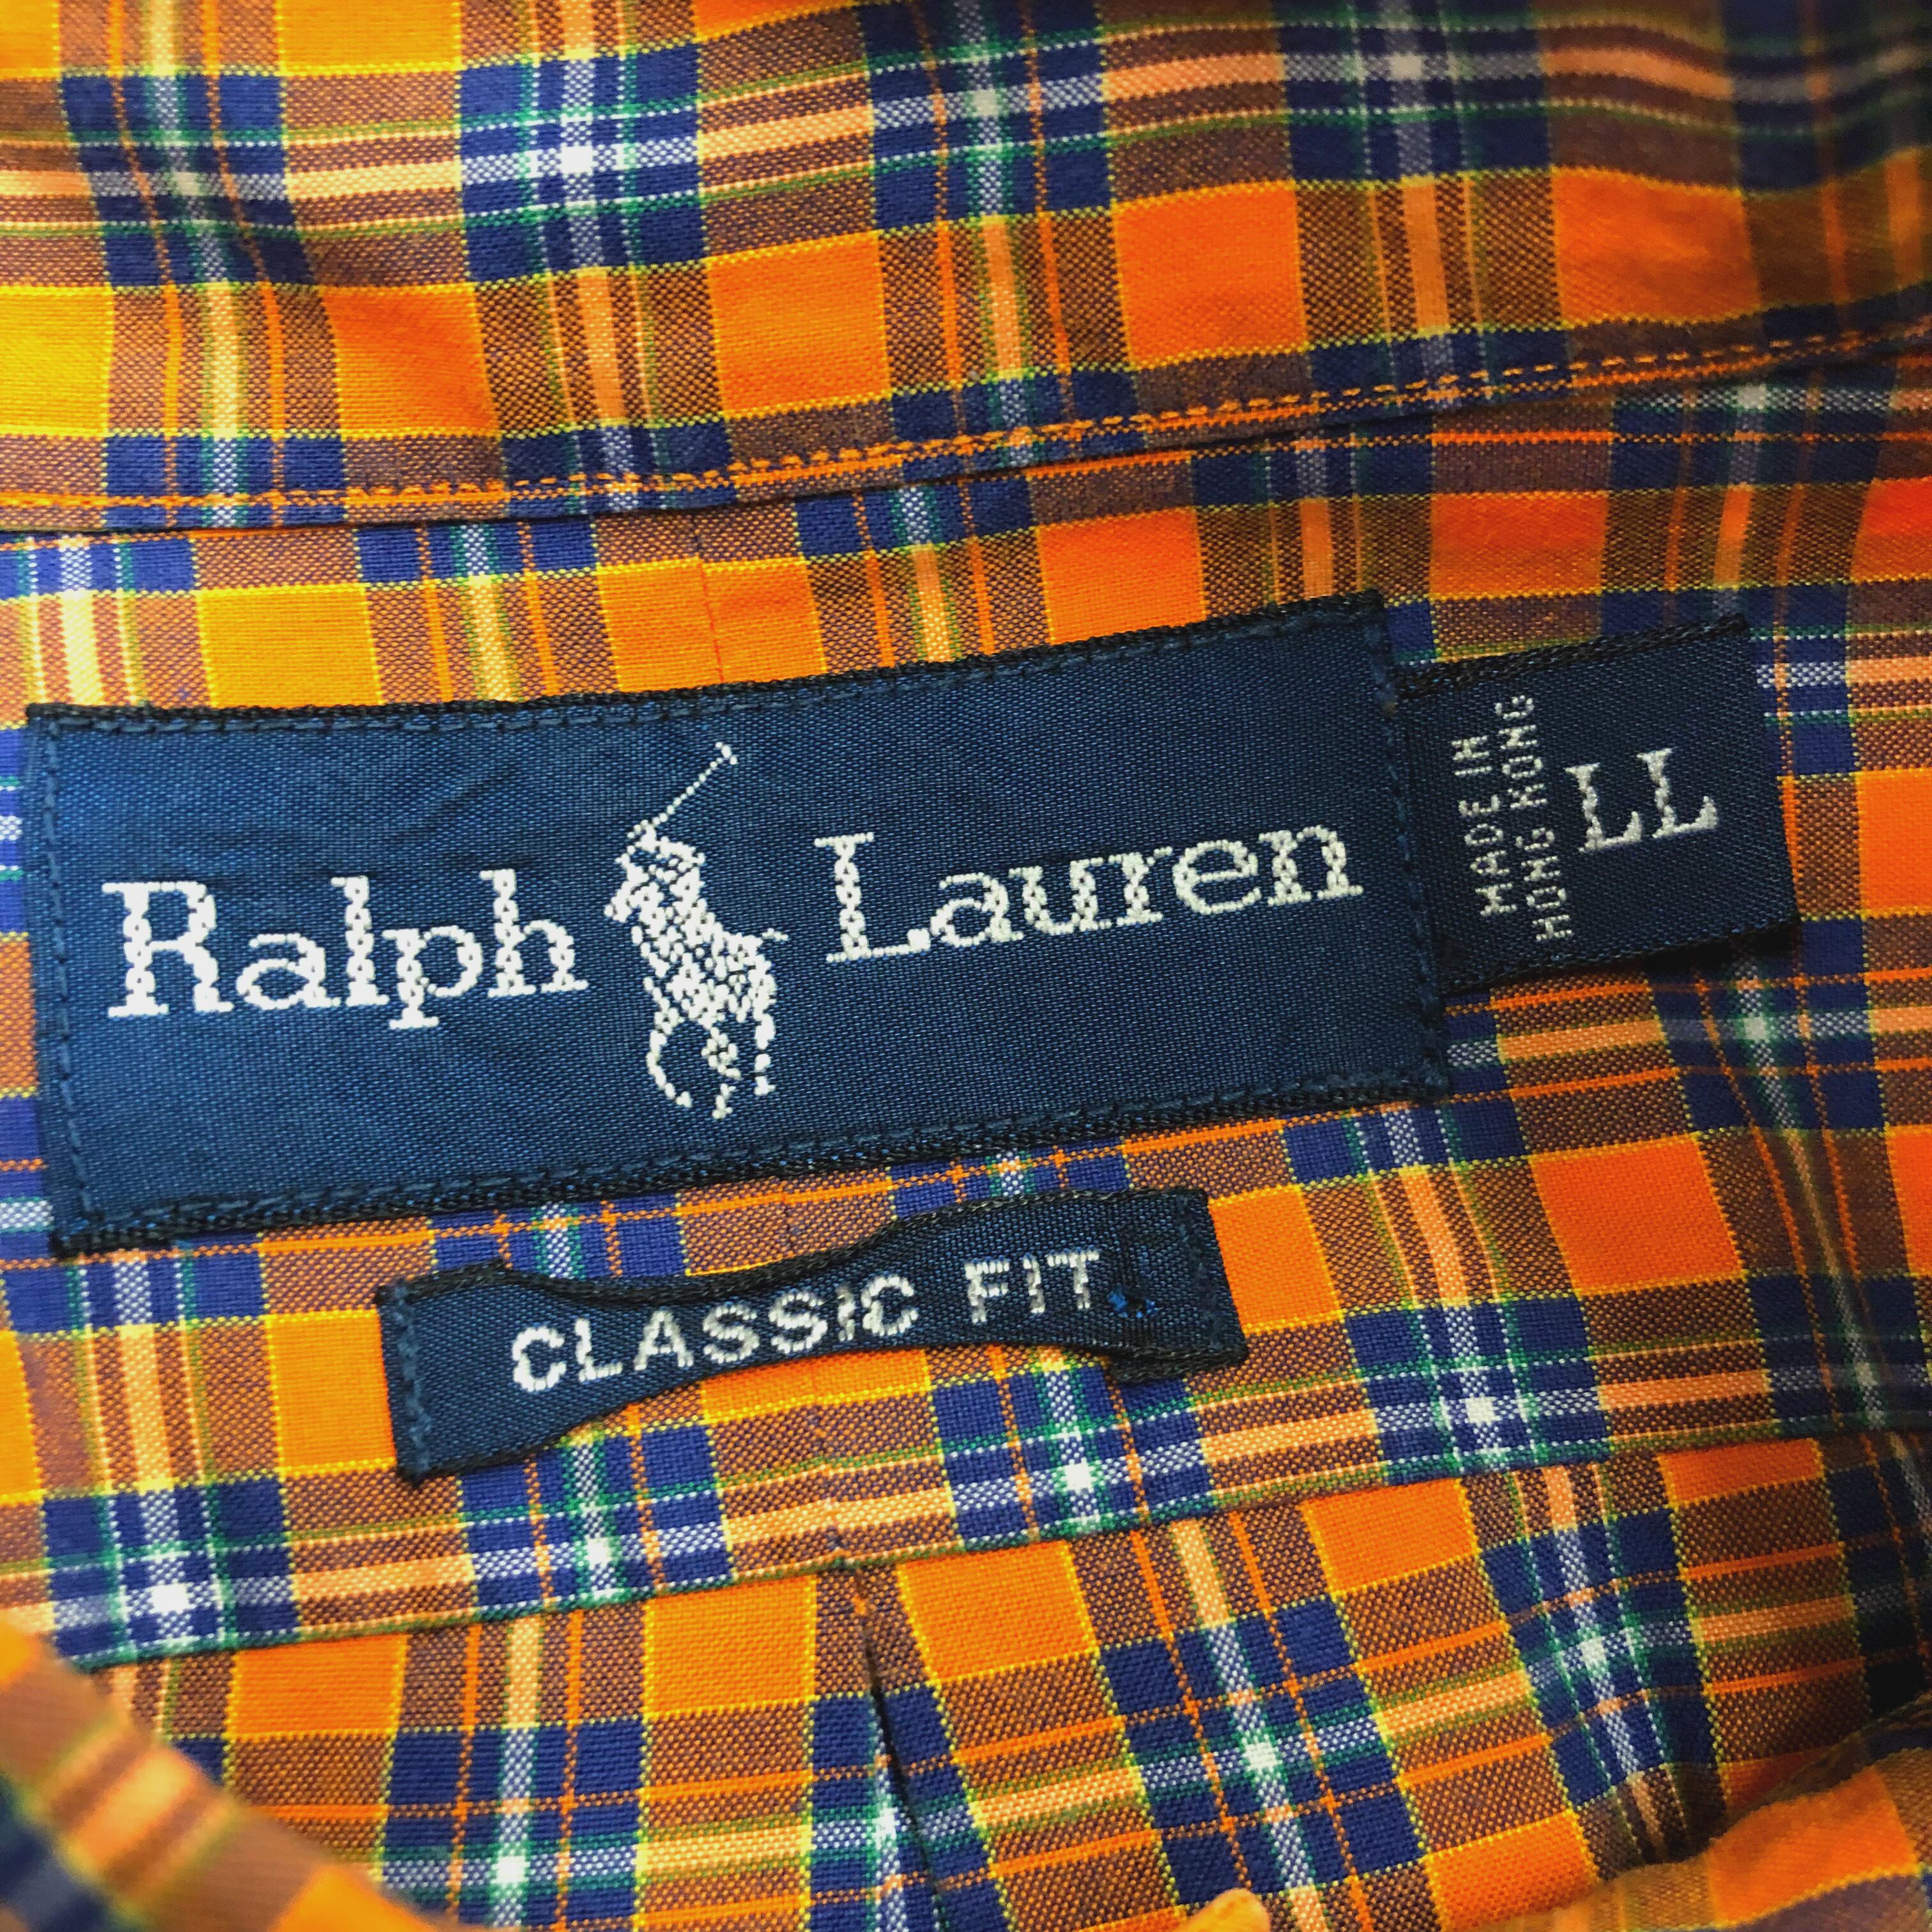 Ralph Lauren
MADE IN
HONG KONG
LL
CLASSIC FIT